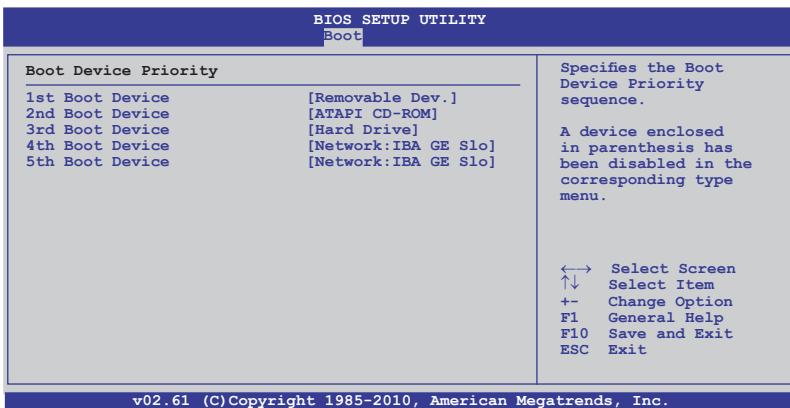 BIOS SETUP UTILITY
Boot
Boot Device Priority
1st Boot Device [Removable Dev.]
2nd Boot Device [ATAPI CD-ROM]
3rd Boot Device [Hard Drive]
4th Boot Device [Network:IBA GE Slo]
5th Boot Device [Network:IBA GE Slo]
Specifies the Boot
Device Priority
sequence.
A device enclosed
in parenthesis has
been disabled in the
corresponding type
menu.
←→ Select Screen
↑↓ Select Item
+- Change Option
F1 General Help
F10 Save and Exit
ESC Exit
v02.61 (C)Copyright 1985-2010, American Megatrends, Inc.